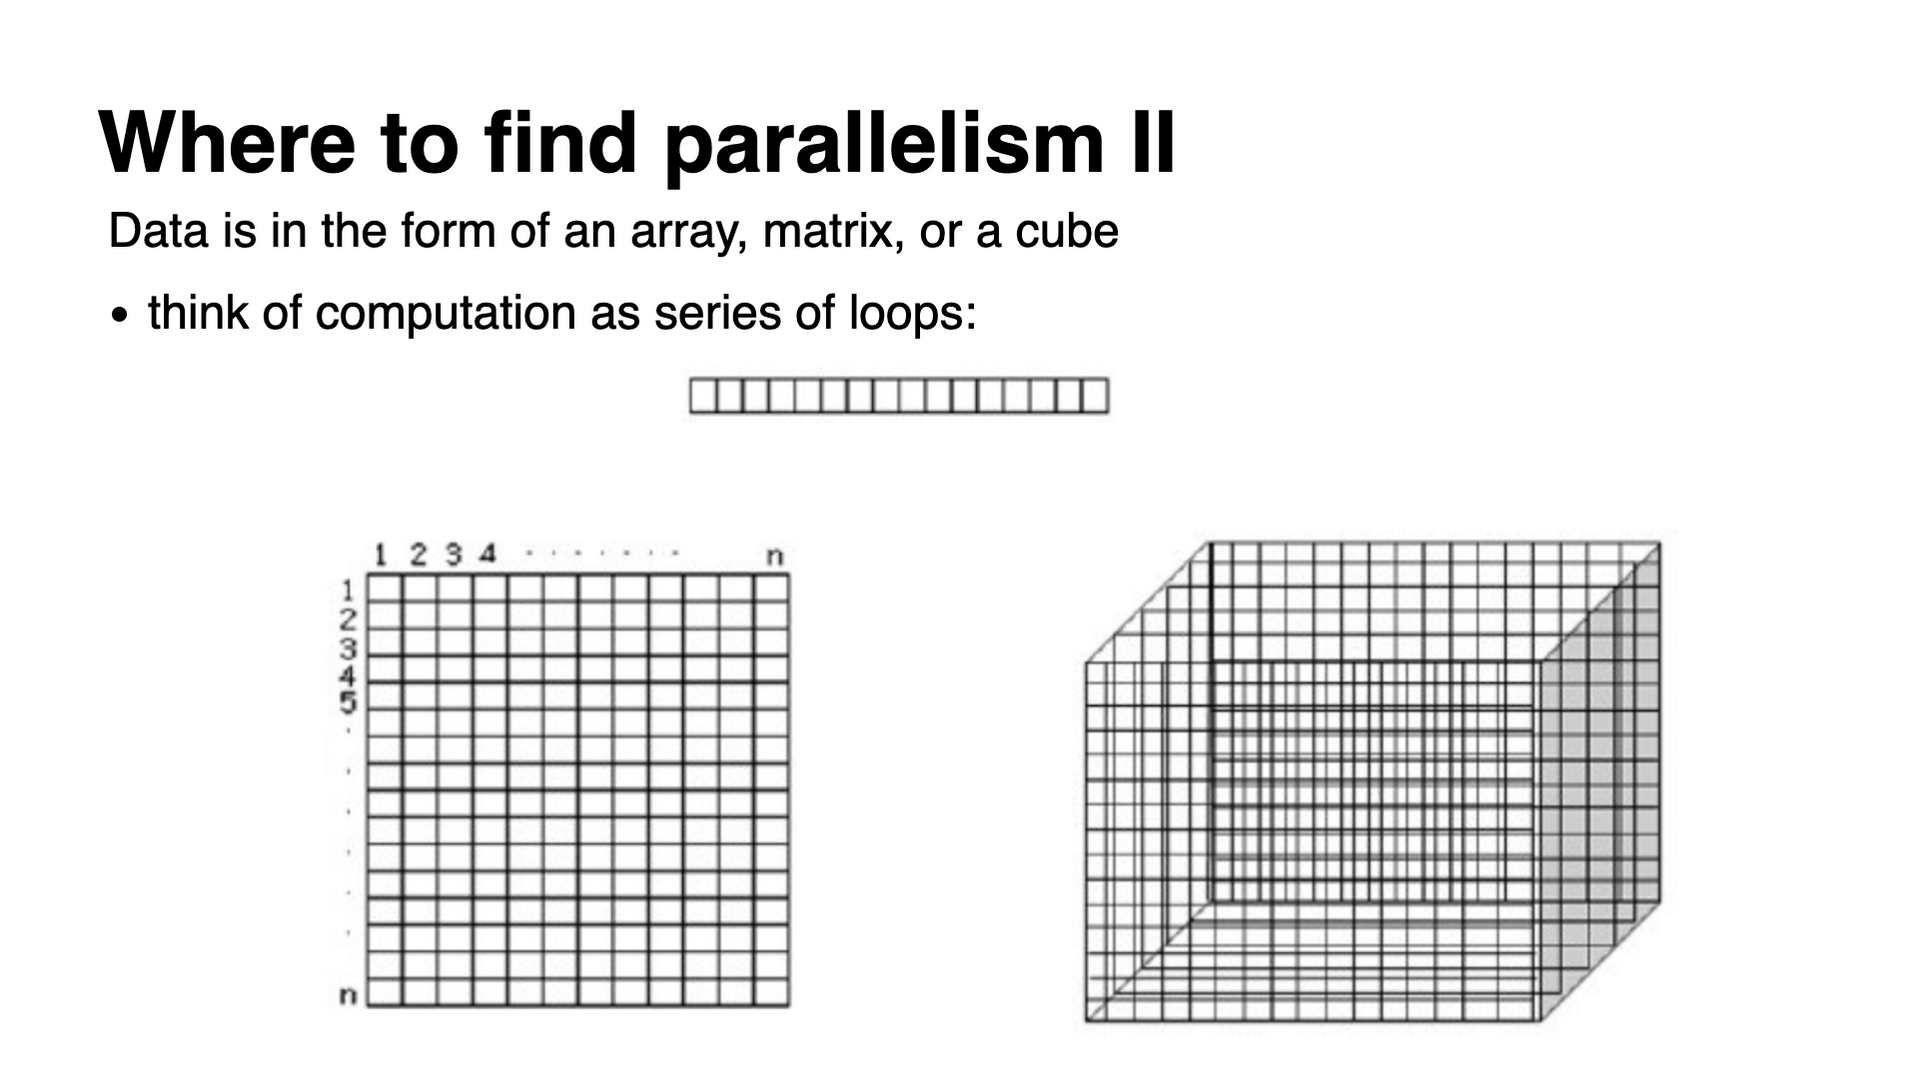 Where to find parallelism II
Data is in the form of an array, matrix, or a cube
• think of computation as series of loops:
1 2 3 4 · · · · · · · n
1
2
3
4
5
·
·
·
·
·
·
n